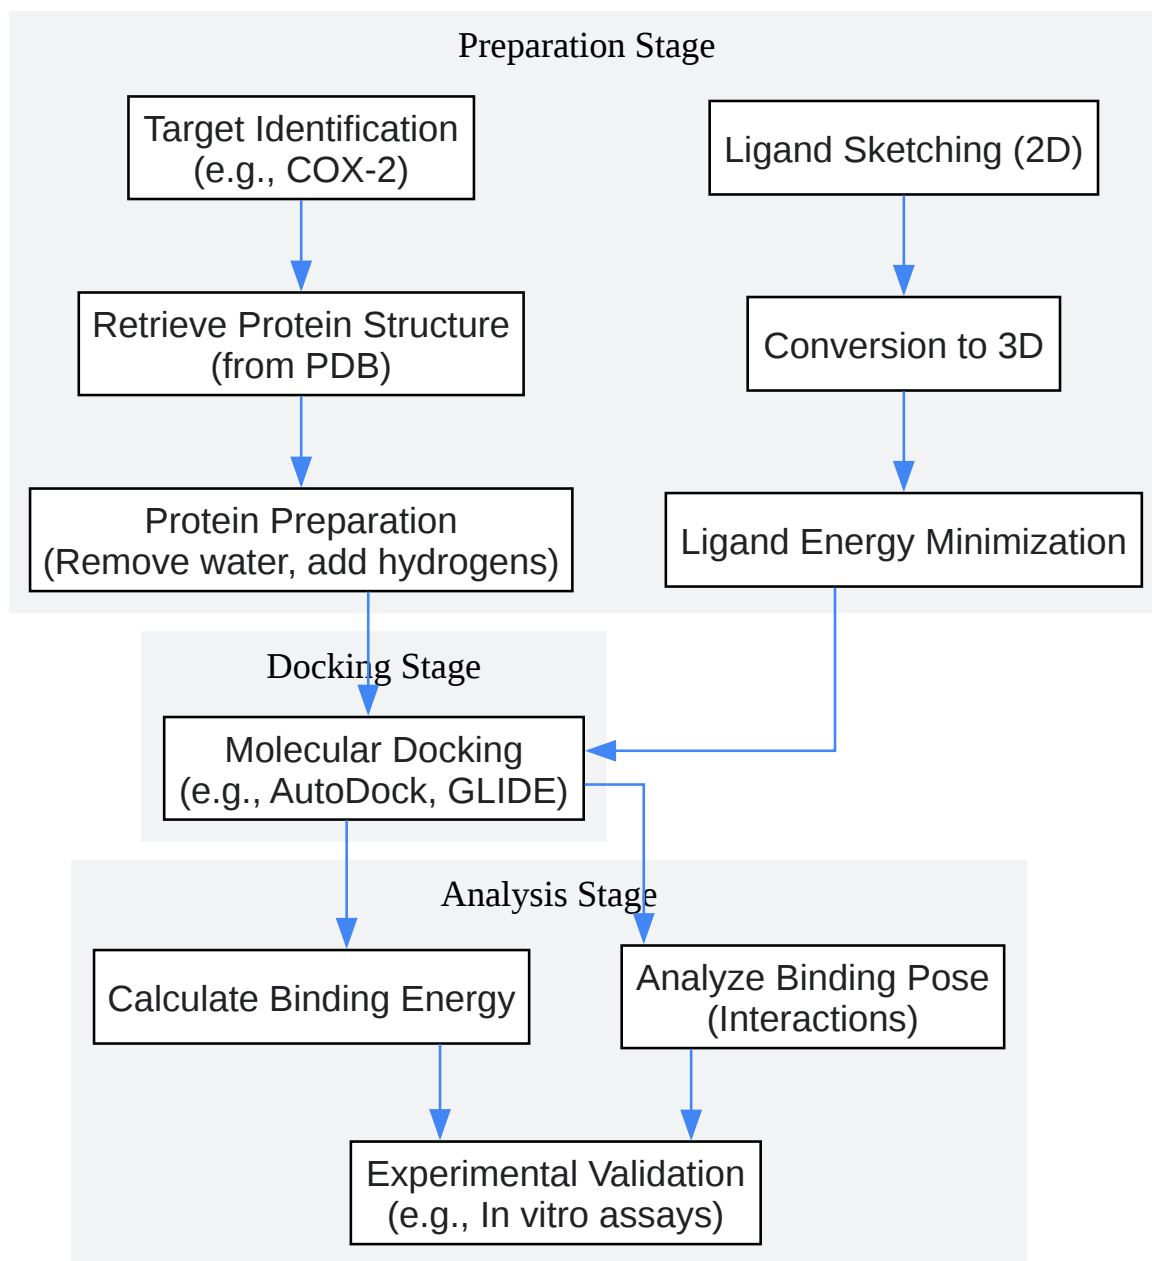 Preparation Stage
Target Identification
(e.g., COX-2)
Ligand Sketching (2D)
Retrieve Protein Structure
(from PDB)
Conversion to 3D
Protein Preparation
(Remove water, add hydrogens)
Ligand Energy Minimization
Docking Stage
Molecular Docking
(e.g., AutoDock, GLIDE)
Analysis Stage
Calculate Binding Energy
Analyze Binding Pose
(Interactions)
Experimental Validation
(e.g., In vitro assays)